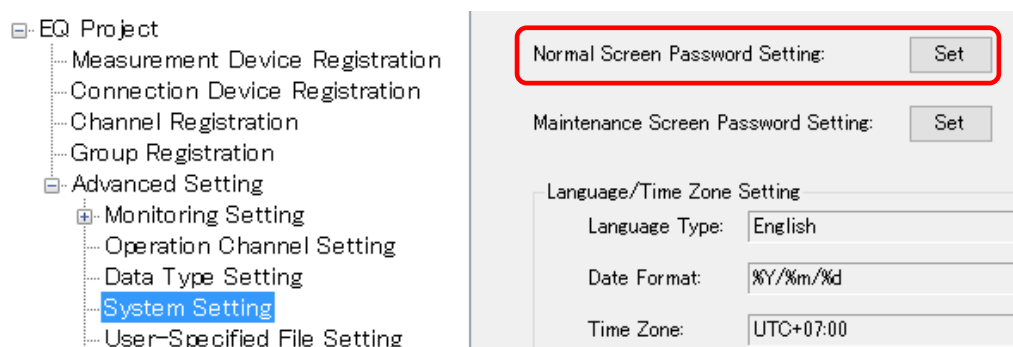 EQ Project
Measurement Device Registration
Connection Device Registration
Channel Registration
Group Registration
Advanced Setting
Monitoring Setting
Operation Channel Setting
Data Type Setting
System Setting
User-Specified File Setting
Normal Screen Password Setting: Set
Maintenance Screen Password Setting: Set
Language/Time Zone Setting
Language Type: English
Date Format: %Y/%m/%d
Time Zone: UTC+07:00